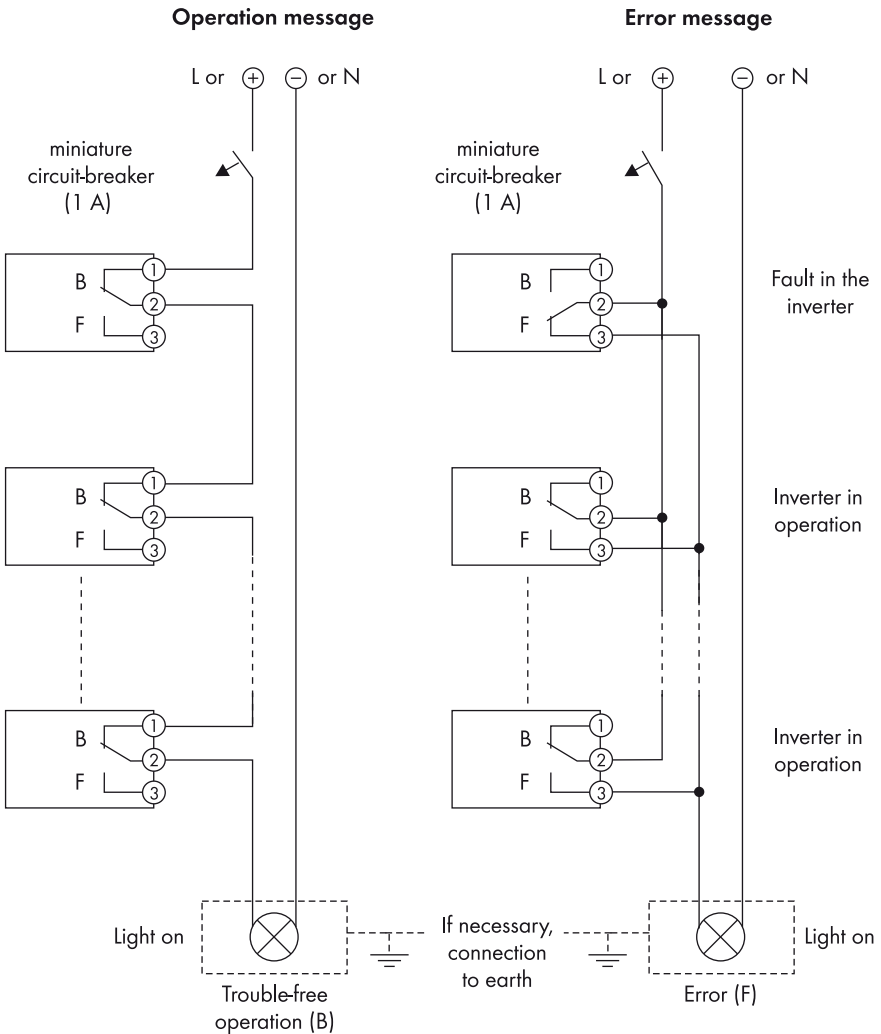 Operation message
Error message
L or + − or N
L or + − or N
miniature
circuit-breaker
(1 A)
miniature
circuit-breaker
(1 A)
B
F
1
2
3
B
F
1
2
3
Fault in the
inverter
B
F
1
2
3
B
F
1
2
3
Inverter in
operation
B
F
1
2
3
B
F
1
2
3
Inverter in
operation
Light on
If necessary,
connection
to earth
Light on
Trouble-free
operation (B)
Error (F)